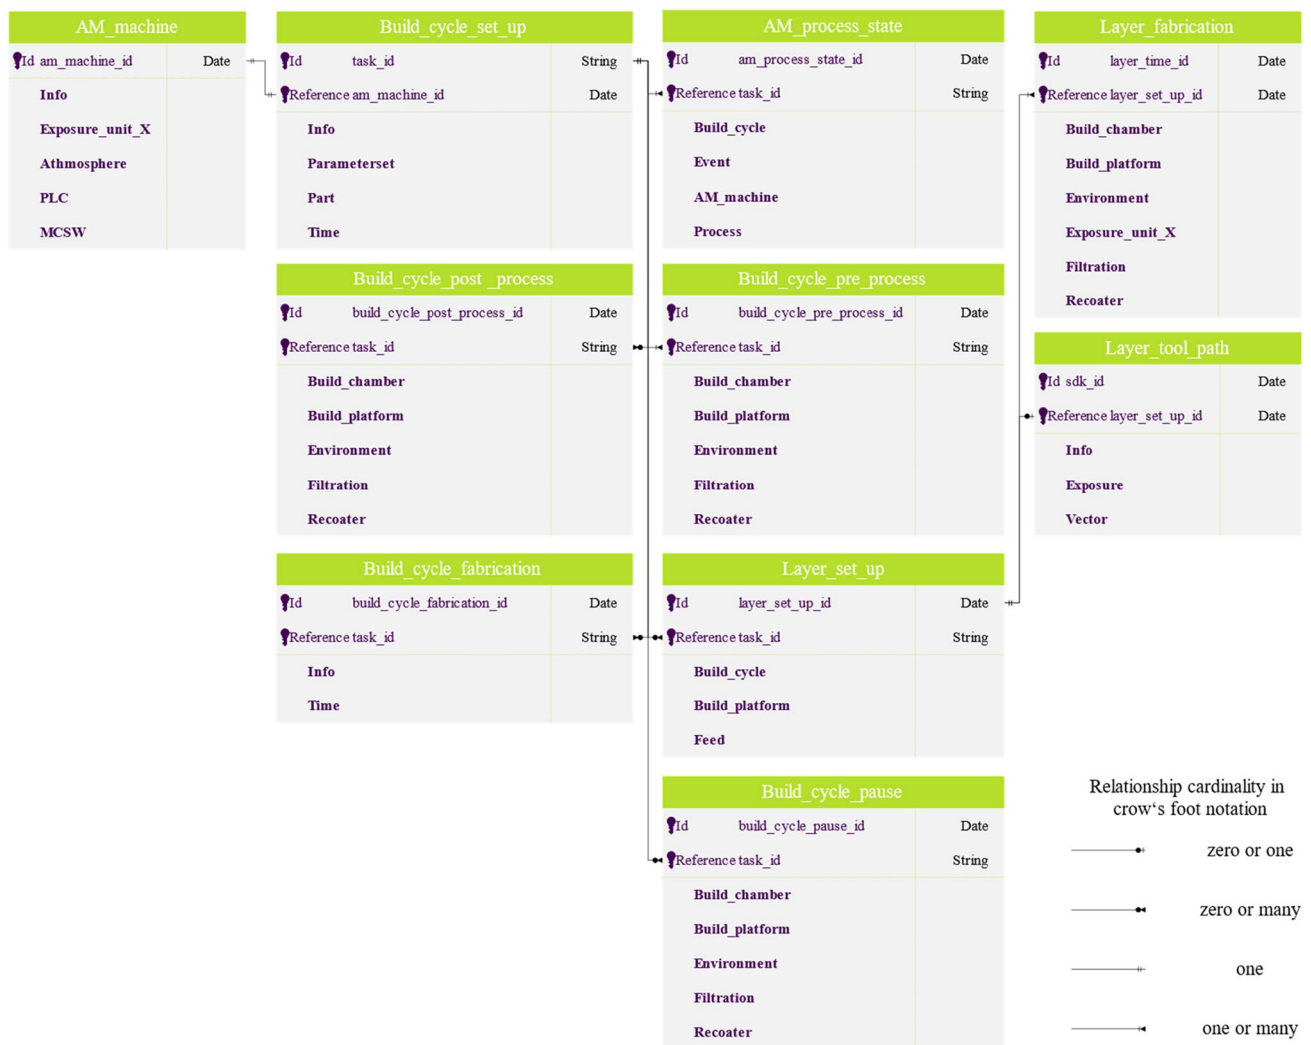 AM_machine
Id am_machine_id Date
Info
Exposure_unit_X
Athmosphere
PLC
MCSW
Build_cycle_set_up
Id task_id String
Reference am_machine_id Date
Info
Parameterset
Part
Time
AM_process_state
Id am_process_state_id Date
Reference task_id String
Build_cycle
Event
AM_machine
Process
Layer_fabrication
Id layer_time_id Date
Reference layer_set_up_id Date
Build_chamber
Build_platform
Environment
Exposure_unit_X
Filtration
Recoater
Build_cycle_post _process
Id build_cycle_post_process_id Date
Reference task_id String
Build_chamber
Build_platform
Environment
Filtration
Recoater
Build_cycle_pre_process
Id build_cycle_pre_process_id Date
Reference task_id String
Build_chamber
Build_platform
Environment
Filtration
Recoater
Layer_tool_path
Id sdk_id Date
Reference layer_set_up_id Date
Info
Exposure
Vector
Build_cycle_fabrication
Id build_cycle_fabrication_id Date
Reference task_id String
Info
Time
Layer_set_up
Id layer_set_up_id Date
Reference task_id String
Build_cycle
Build_platform
Feed
Build_cycle_pause
Id build_cycle_pause_id Date
Reference task_id String
Build_chamber
Build_platform
Environment
Filtration
Recoater
Relationship cardinality in
crow‘s foot notation
zero or one
zero or many
one
one or many